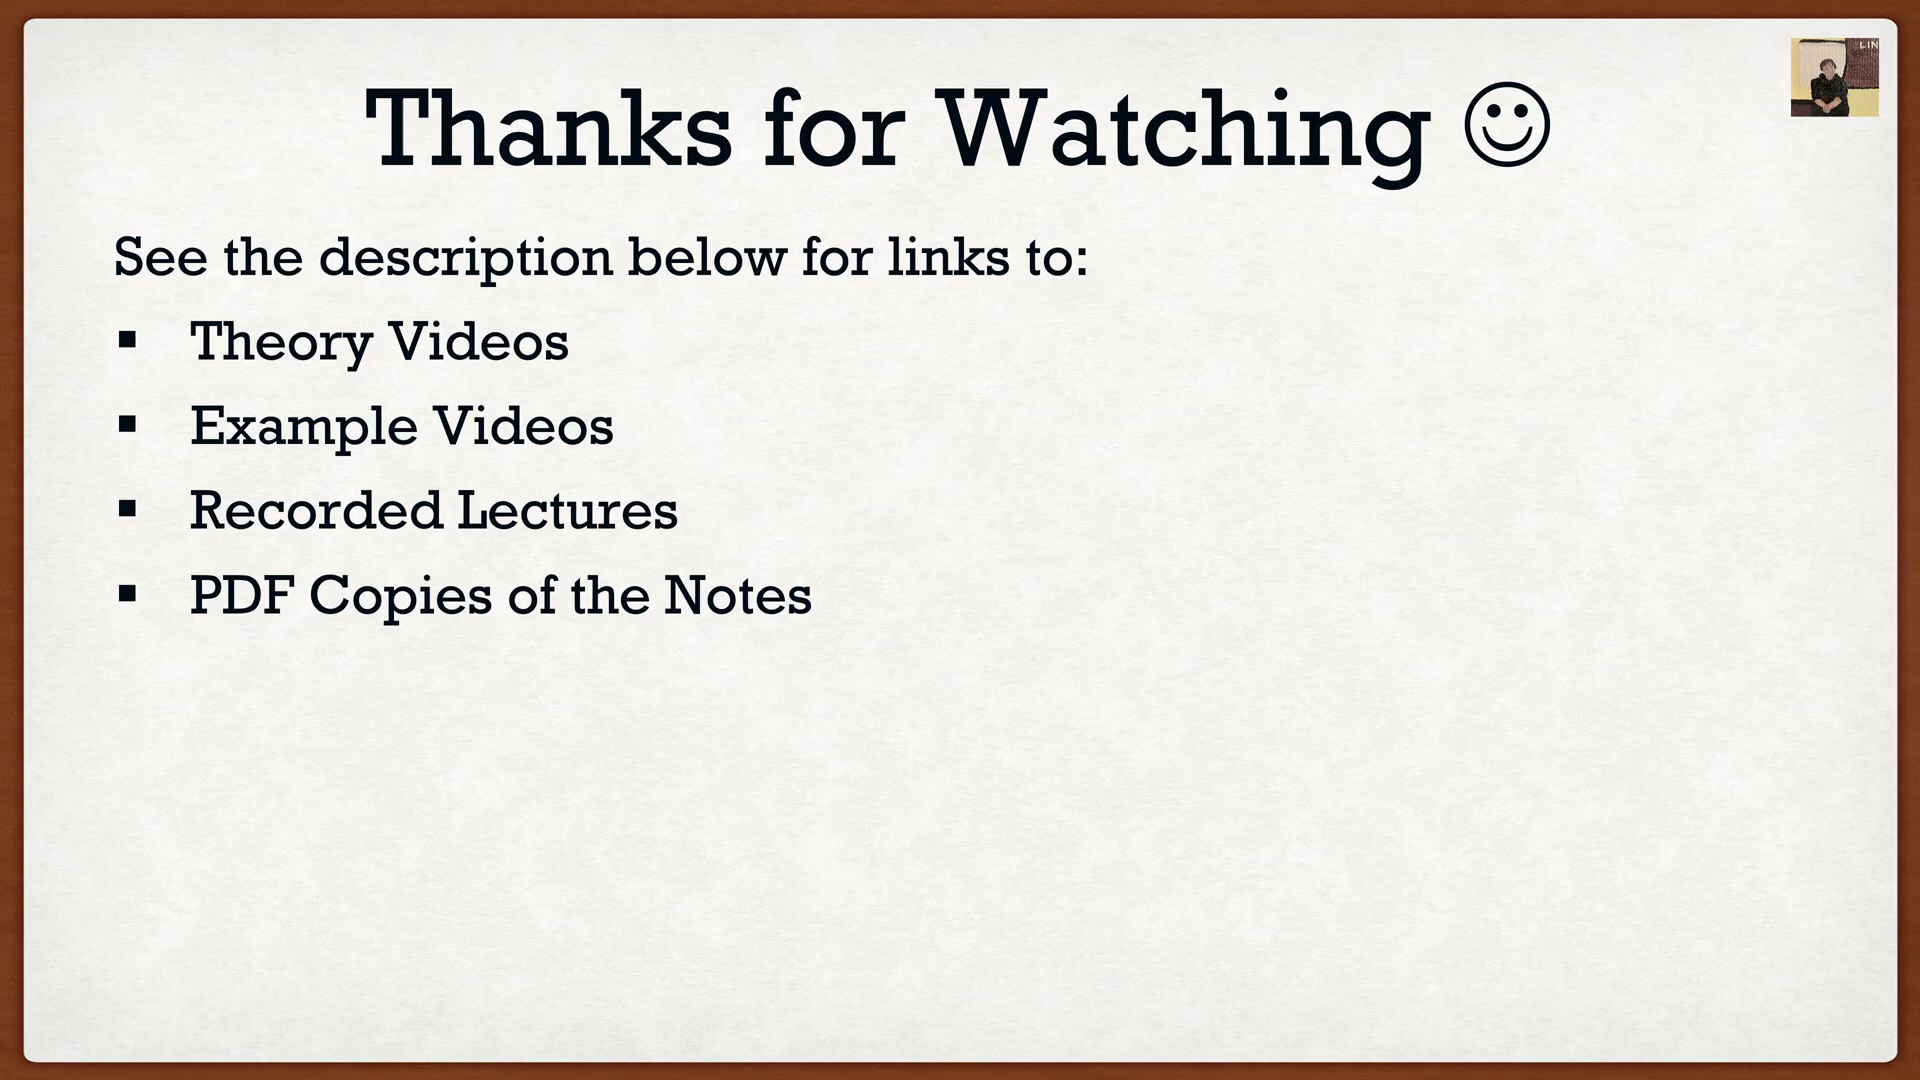 Thanks for Watching ☺
LIN
See the description below for links to:
▪ Theory Videos
▪ Example Videos
▪ Recorded Lectures
▪ PDF Copies of the Notes